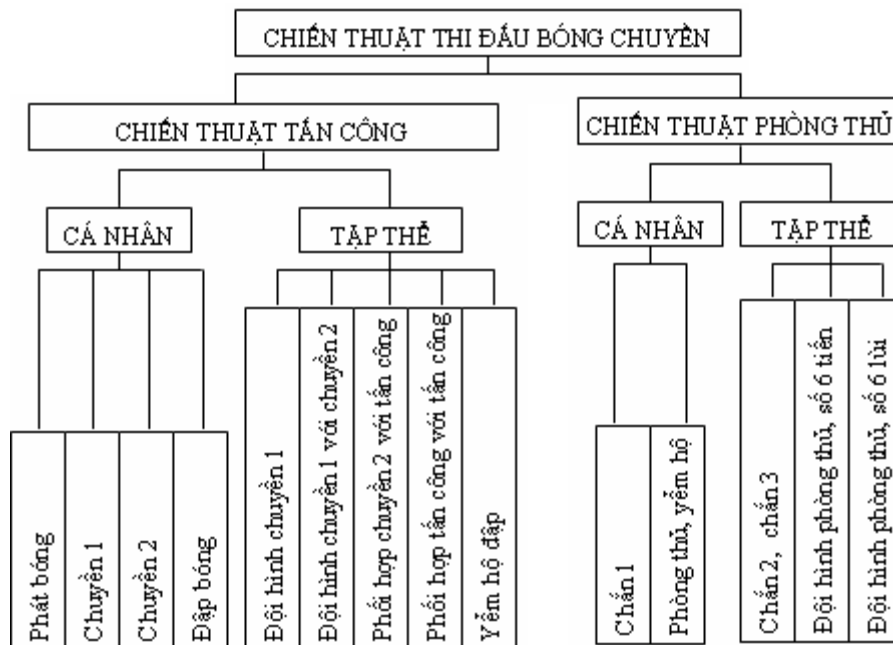 CHIẾN THUẬT THI ĐẤU BÓNG CHUYỀN
CHIẾN THUẬT TẤN CÔNG
CHIẾN THUẬT PHÒNG THỦ
CÁ NHÂN
TẬP THỂ
CÁ NHÂN
TẬP THỂ
Phát bóng
Chuyền 1
Chuyền 2
Đập bóng
Đội hình chuyền 1
Đội hình chuyền 1 với chuyền 2
Phối hợp chuyền 2 với tấn công
Phối hợp tấn công với tấn công
Yểm hộ đập
Chắn 1
Phòng thủ, yểm hộ
Chắn 2, chắn 3
Đội hình phòng thủ, số 6 tiến
Đội hình phòng thủ, số 6 lùi